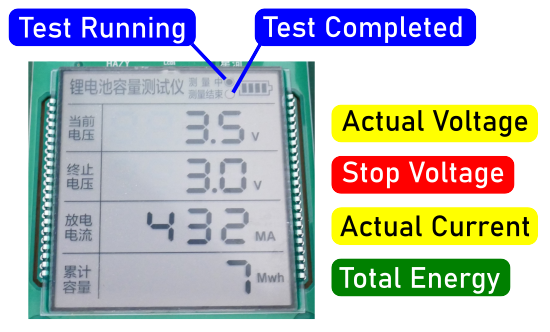 Test Running
Test Completed
HAZY
锂电池容量测试仪
测 量 中
测量结束
当前
电压
3.5 V
Actual Voltage
终止
电压
3.0 V
Stop Voltage
放电
电流
432 MA
Actual Current
累计
容量
7 Mwh
Total Energy